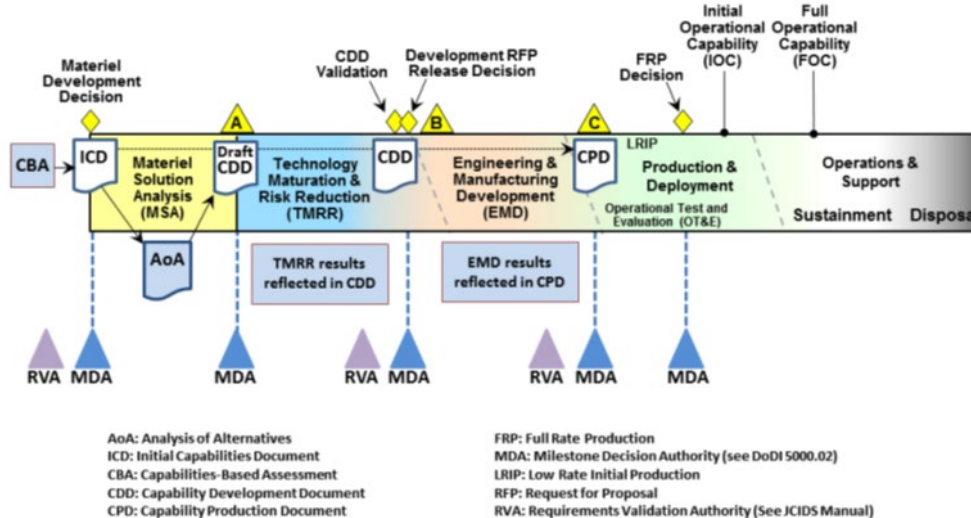 Materiel
Development
Decision
CDD
Validation
Development RFP
Release Decision
FRP
Decision
Initial
Operational
Capability
(IOC)
Full
Operational
Capability
(FOC)
A
B
C
CBA
ICD
Materiel
Solution
Analysis
(MSA)
Draft
CDD
Technology
Maturation &
Risk Reduction
(TMRR)
CDD
Engineering &
Manufacturing
Development
(EMD)
CPD
LRIP
Production &
Deployment
Operational Test and
Evaluation (OT&E)
Operations &
Support
Sustainment
Disposa
AoA
TMRR results
reflected in CDD
EMD results
reflected in CPD
RVA
MDA
MDA
RVA
MDA
RVA
MDA
MDA
AoA: Analysis of Alternatives
ICD: Initial Capabilities Document
CBA: Capabilities-Based Assessment
CDD: Capability Development Document
CPD: Capability Production Document
FRP: Full Rate Production
MDA: Milestone Decision Authority (see DoDI 5000.02)
LRIP: Low Rate Initial Production
RFP: Request for Proposal
RVA: Requirements Validation Authority (See JCIDS Manual)